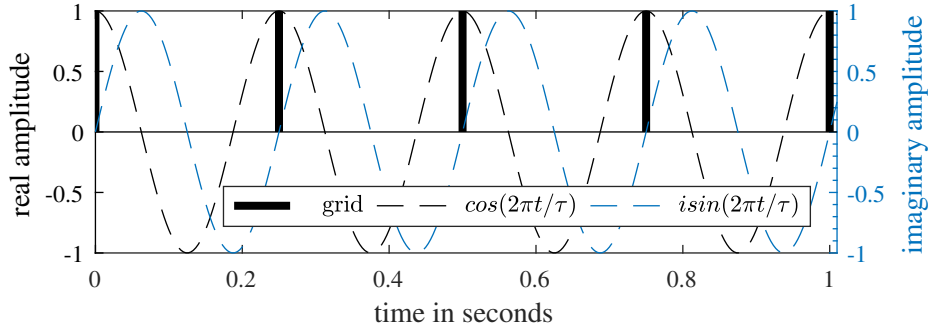 1
0.5
0
-0.5
-1
real amplitude
1
0.5
0
-0.5
-1
imaginary amplitude
grid cos(2πt/τ) isin(2πt/τ)
0 0.2 0.4 0.6 0.8 1
time in seconds